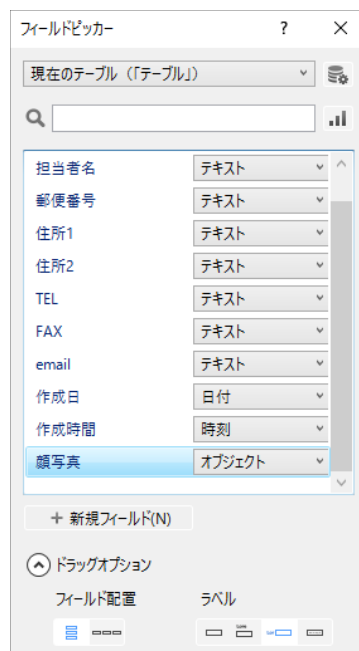 フィールドピッカー ?
現在のテーブル（「テーブル」）
担当者名 テキスト
郵便番号 テキスト
住所1 テキスト
住所2 テキスト
TEL テキスト
FAX テキスト
email テキスト
作成日 日付
作成時間 時刻
顔写真 オブジェクト
+ 新規フィールド(N)
ドラッグオプション
フィールド配置 ラベル